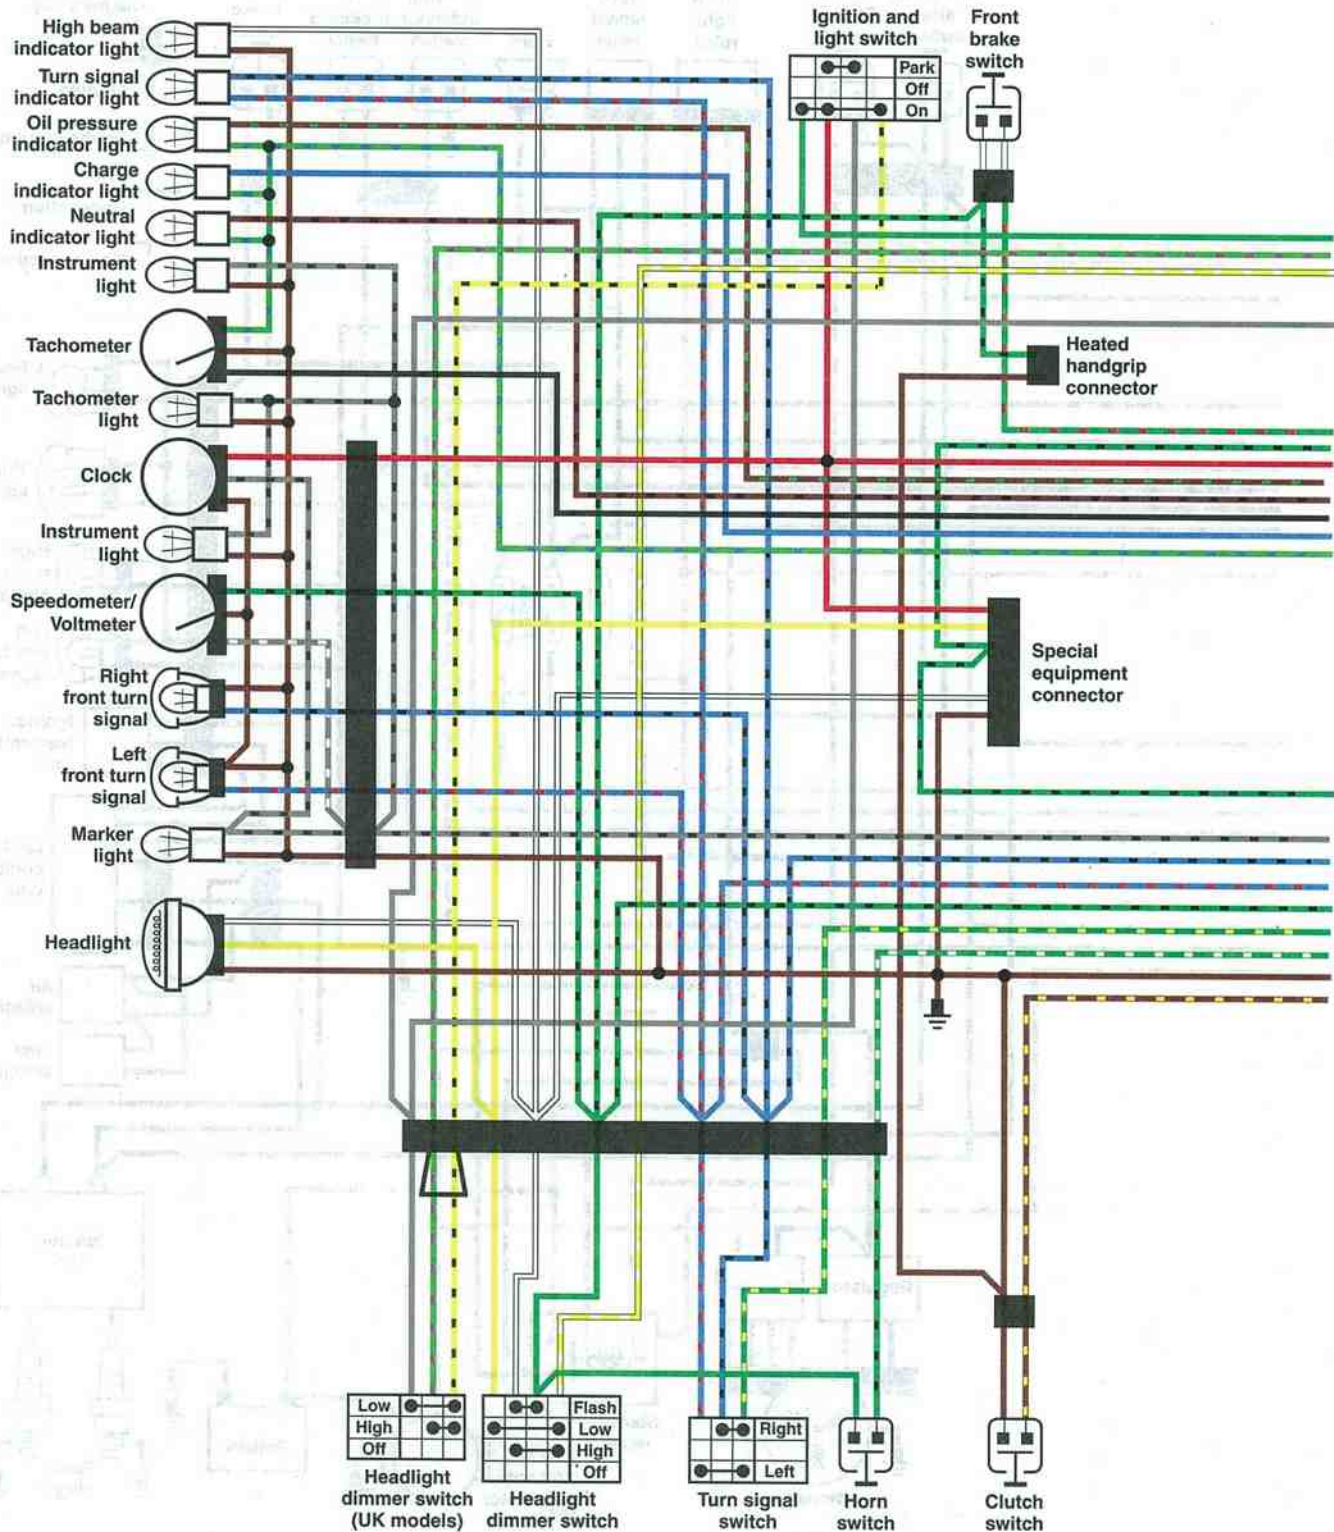 High beam
indicator light
Turn signal
indicator light
Oil pressure
indicator light
Charge
indicator light
Neutral
indicator light
Instrument
light
Tachometer
Tachometer
light
Clock
Instrument
light
Speedometer/
Voltmeter
Right
front turn
signal
Left
front turn
signal
Marker
light
Headlight
Ignition and
light switch
Park
Off
On
Front
brake
switch
Heated
handgrip
connector
Special
equipment
connector
Low
High
Off
Headlight
dimmer switch
(UK models)
Flash
Low
High
Off
Headlight
dimmer switch
Right
Left
Turn signal
switch
Horn
switch
Clutch
switch